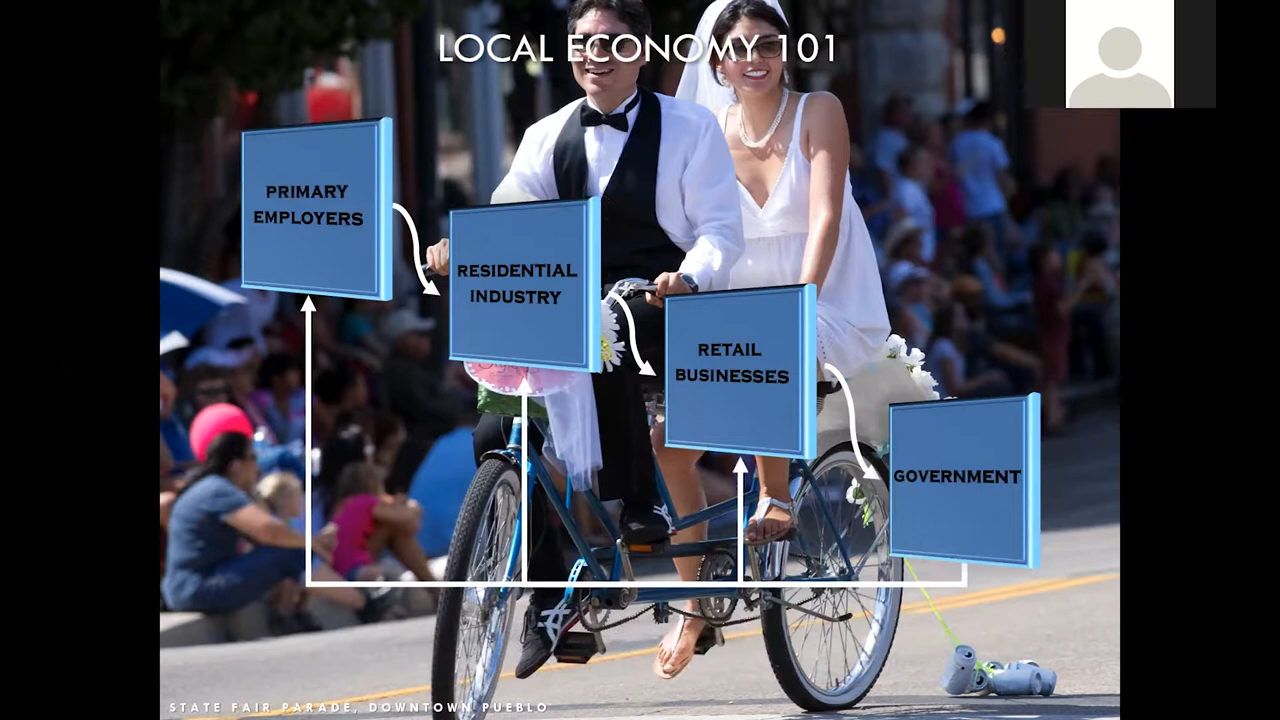 LOCAL ECONOMY 101
PRIMARY
EMPLOYERS
RESIDENTIAL
INDUSTRY
RETAIL
BUSINESSES
GOVERNMENT
STATE FAIR PARADE, DOWNTOWN PUEBLO